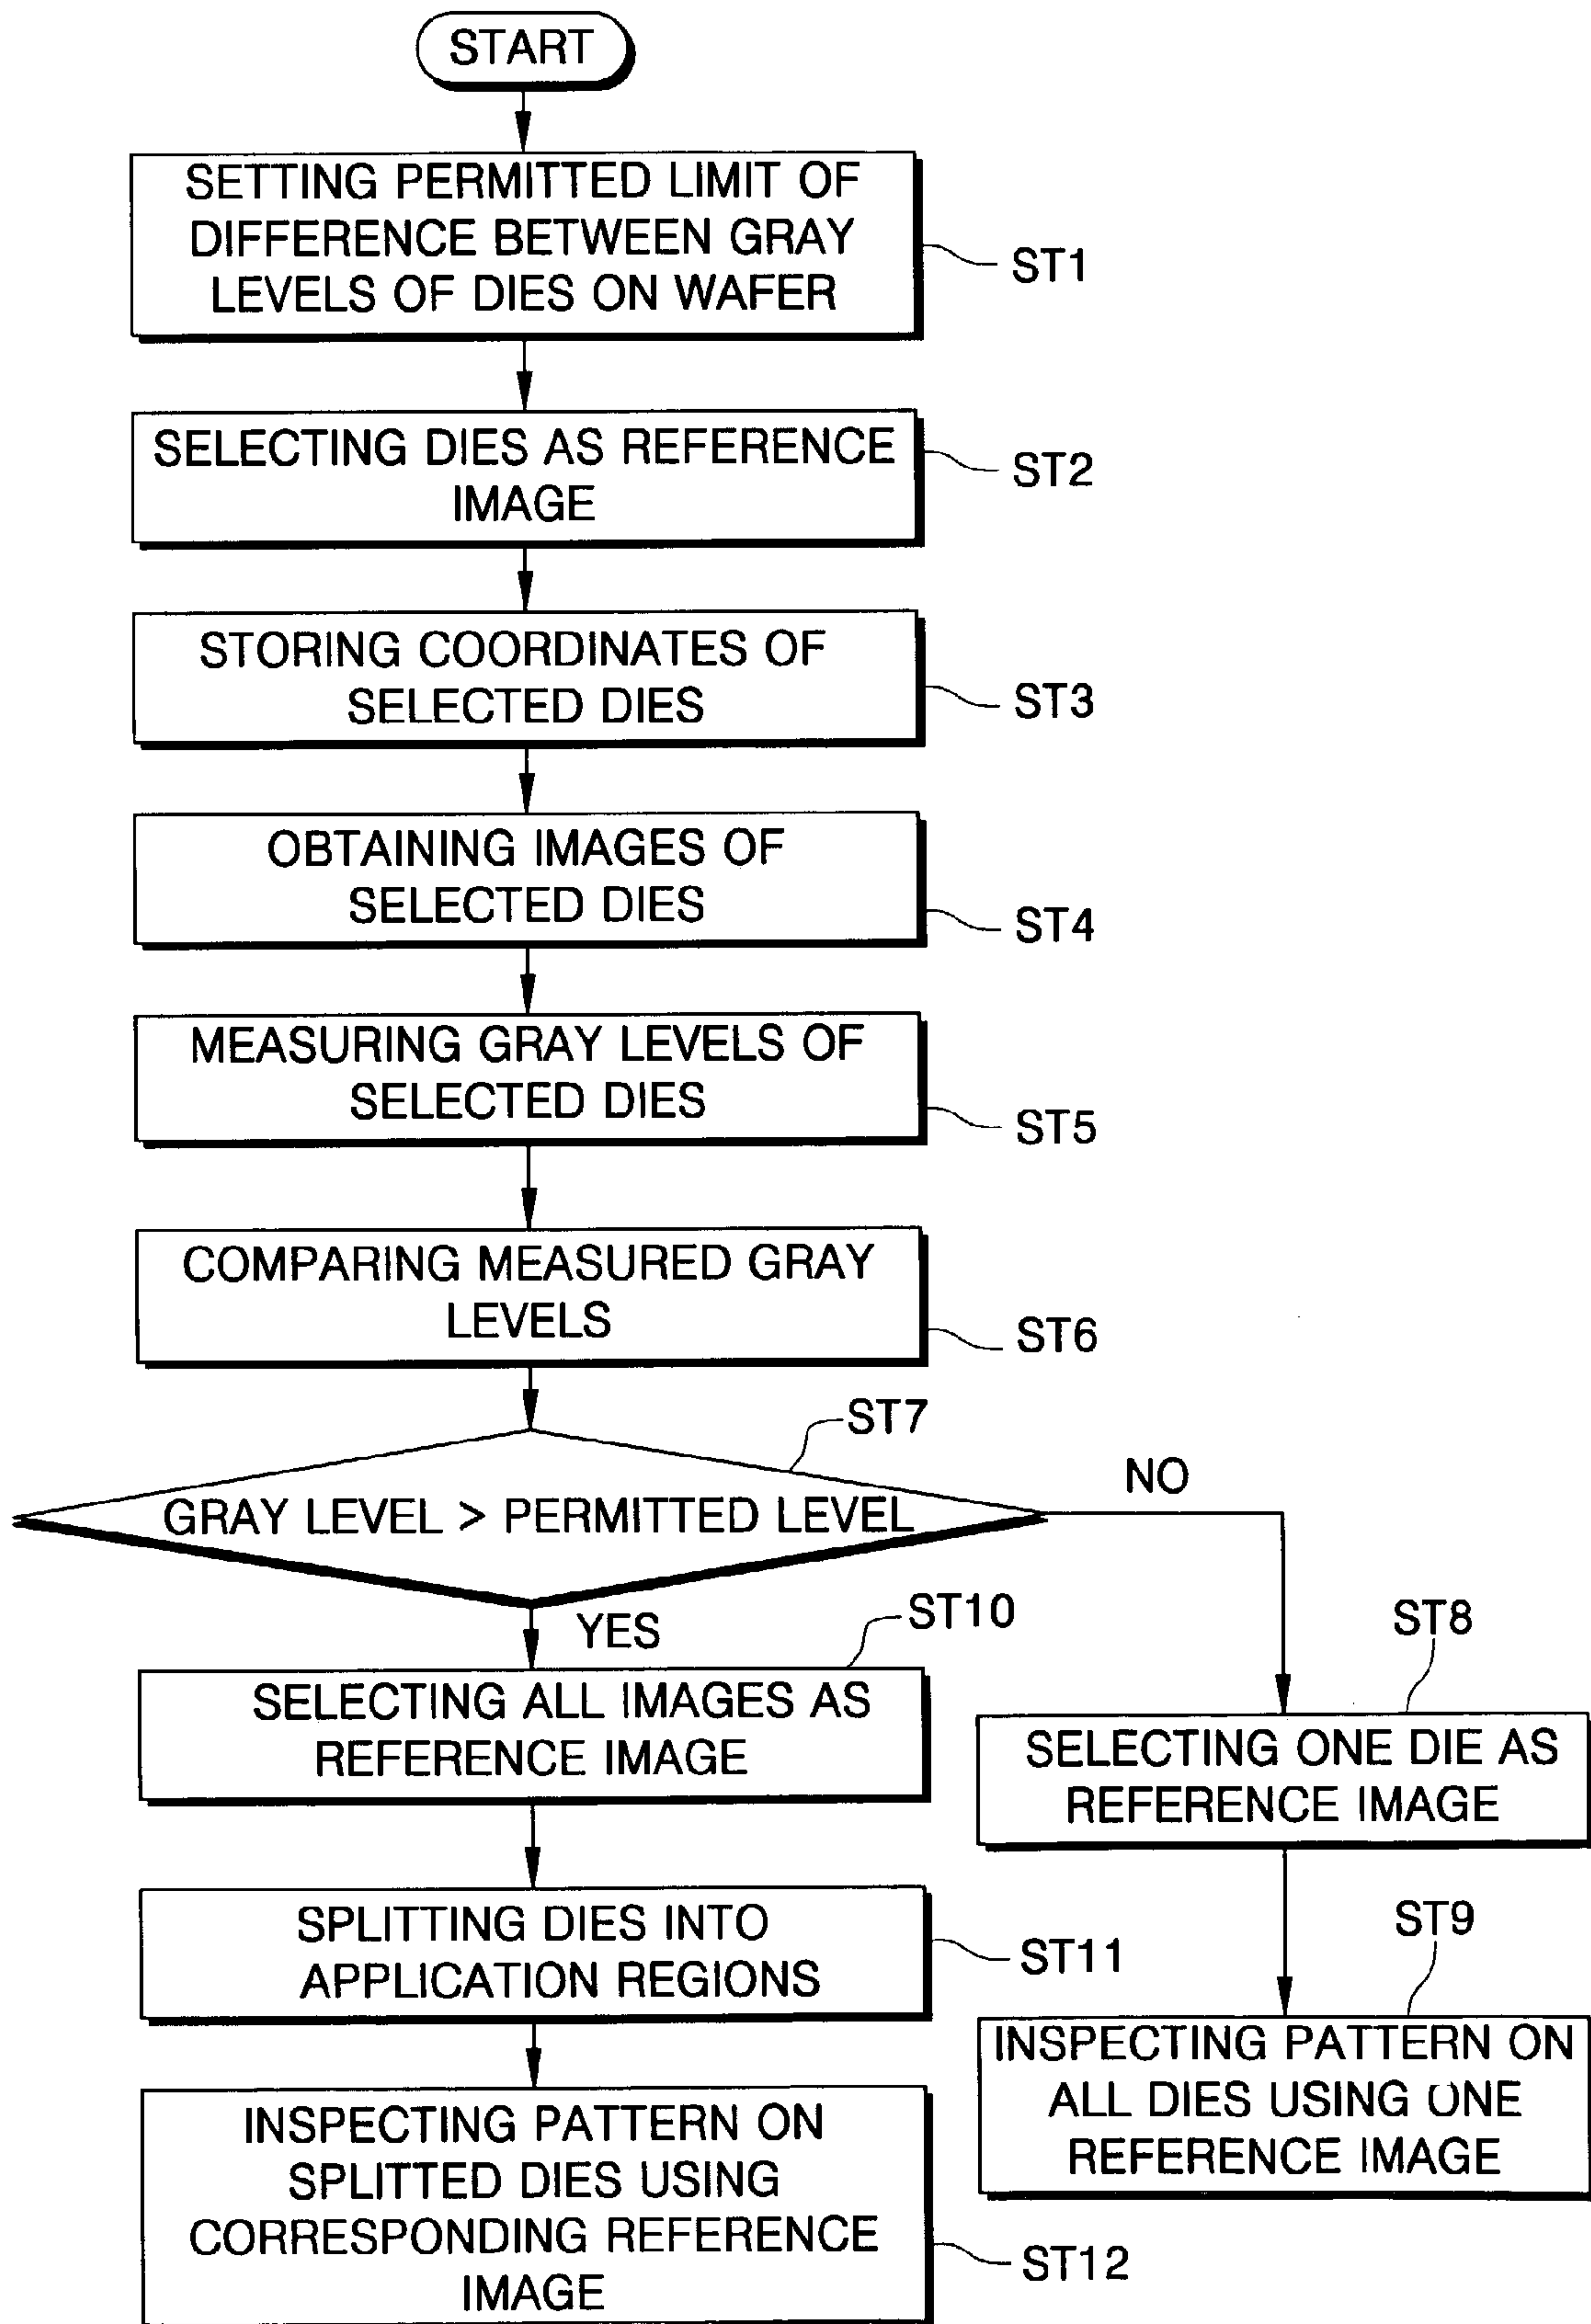 START
SETTING PERMITTED LIMIT OF
DIFFERENCE BETWEEN GRAY
LEVELS OF DIES ON WAFER
ST1
SELECTING DIES AS REFERENCE
IMAGE
ST2
STORING COORDINATES OF
SELECTED DIES
ST3
OBTAINING IMAGES OF
SELECTED DIES
ST4
MEASURING GRAY LEVELS OF
SELECTED DIES
ST5
COMPARING MEASURED GRAY
LEVELS
ST6
ST7
GRAY LEVEL > PERMITTED LEVEL
NO
YES
ST10
SELECTING ALL IMAGES AS
REFERENCE IMAGE
ST8
SELECTING ONE DIE AS
REFERENCE IMAGE
SPLITTING DIES INTO
APPLICATION REGIONS
ST11
ST9
INSPECTING PATTERN ON
ALL DIES USING ONE
REFERENCE IMAGE
INSPECTING PATTERN ON
SPLITTED DIES USING
CORRESPONDING REFERENCE
IMAGE
ST12